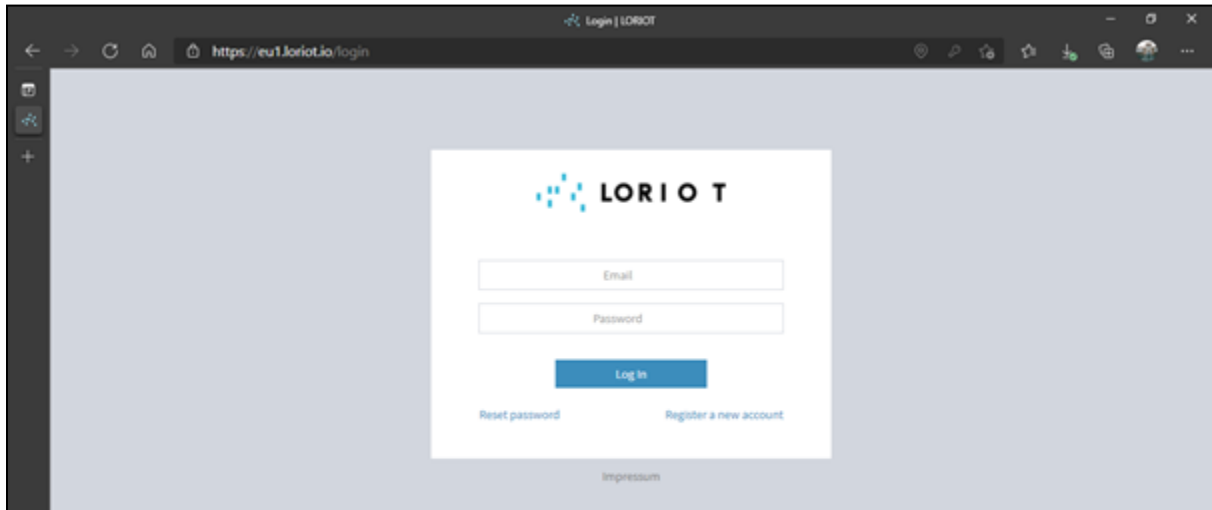 Login | LORIOT
https://eu1.loriot.io/login
LORIOT
Email
Password
Log In
Reset password
Register a new account
Impressum